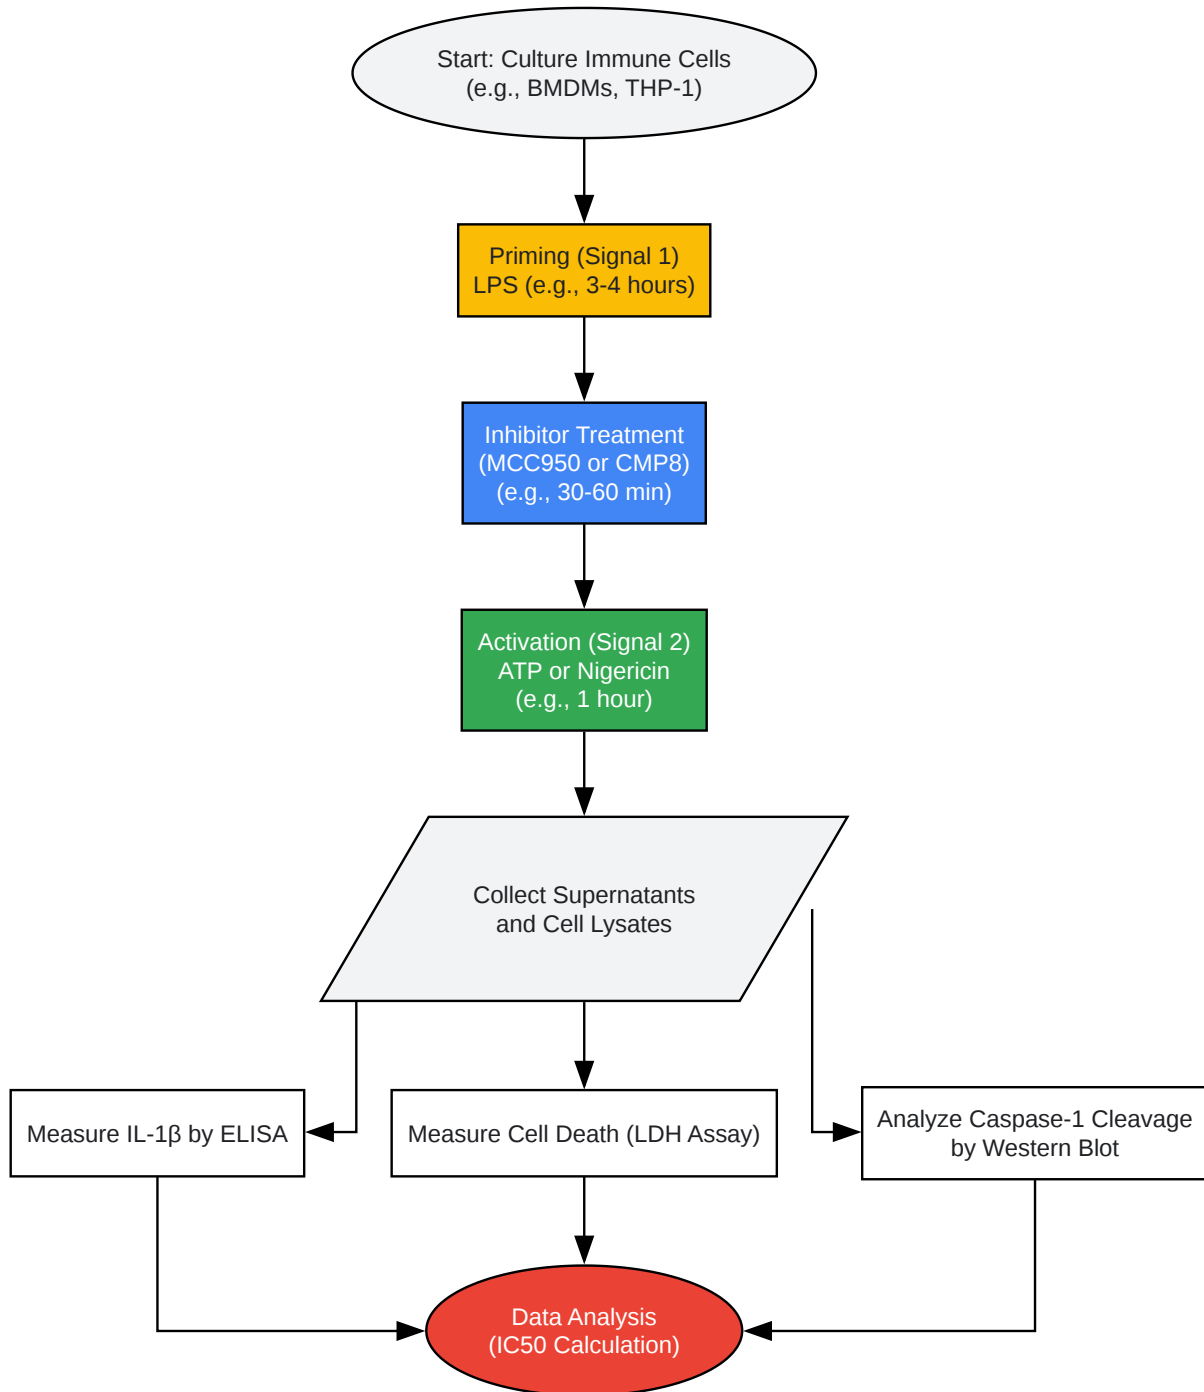 Start: Culture Immune Cells
(e.g., BMDMs, THP-1)
Priming (Signal 1)
LPS (e.g., 3-4 hours)
Inhibitor Treatment
(MCC950 or CMP8)
(e.g., 30-60 min)
Activation (Signal 2)
ATP or Nigericin
(e.g., 1 hour)
Collect Supernatants
and Cell Lysates
Measure IL-1β by ELISA
Measure Cell Death (LDH Assay)
Analyze Caspase-1 Cleavage
by Western Blot
Data Analysis
(IC50 Calculation)